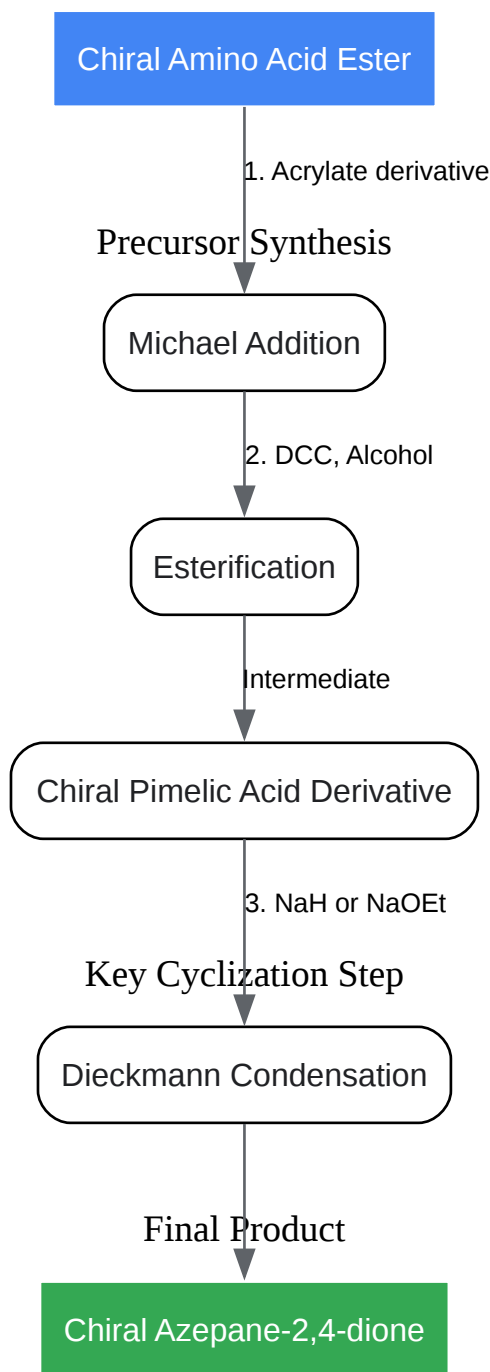 Chiral Amino Acid Ester
1. Acrylate derivative
Precursor Synthesis
Michael Addition
2. DCC, Alcohol
Esterification
Intermediate
Chiral Pimelic Acid Derivative
3. NaH or NaOEt
Key Cyclization Step
Dieckmann Condensation
Final Product
Chiral Azepane-2,4-dione